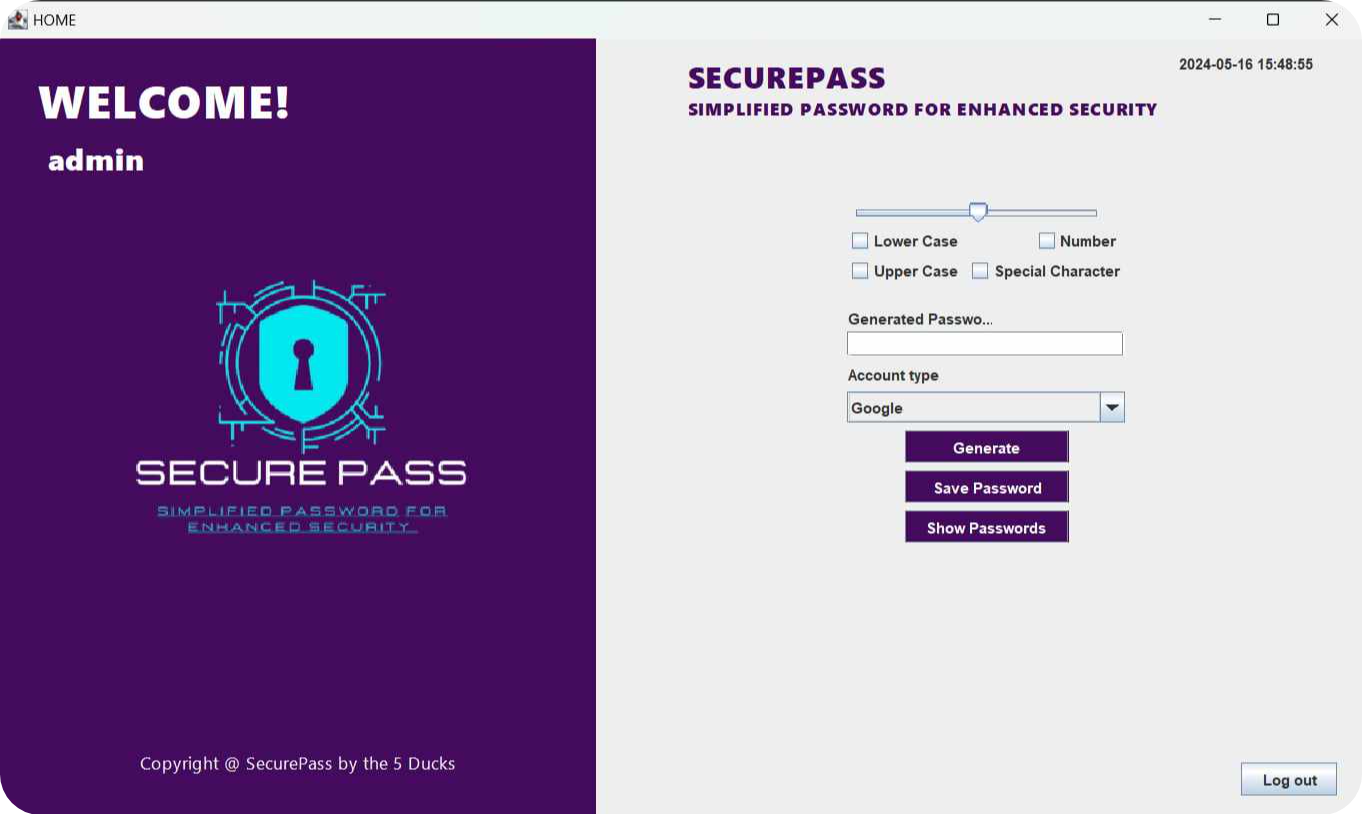 HOME
WELCOME!
admin
SECURE PASS
SIMPLIFIED PASSWORD FOR
ENHANCED SECURITY
Copyright @ SecurePass by the 5 Ducks
2024-05-16 15:48:55
SECUREPASS
SIMPLIFIED PASSWORD FOR ENHANCED SECURITY
Lower Case Number
Upper Case Special Character
Generated Passwo...
Account type
Google
Generate
Save Password
Show Passwords
Log out